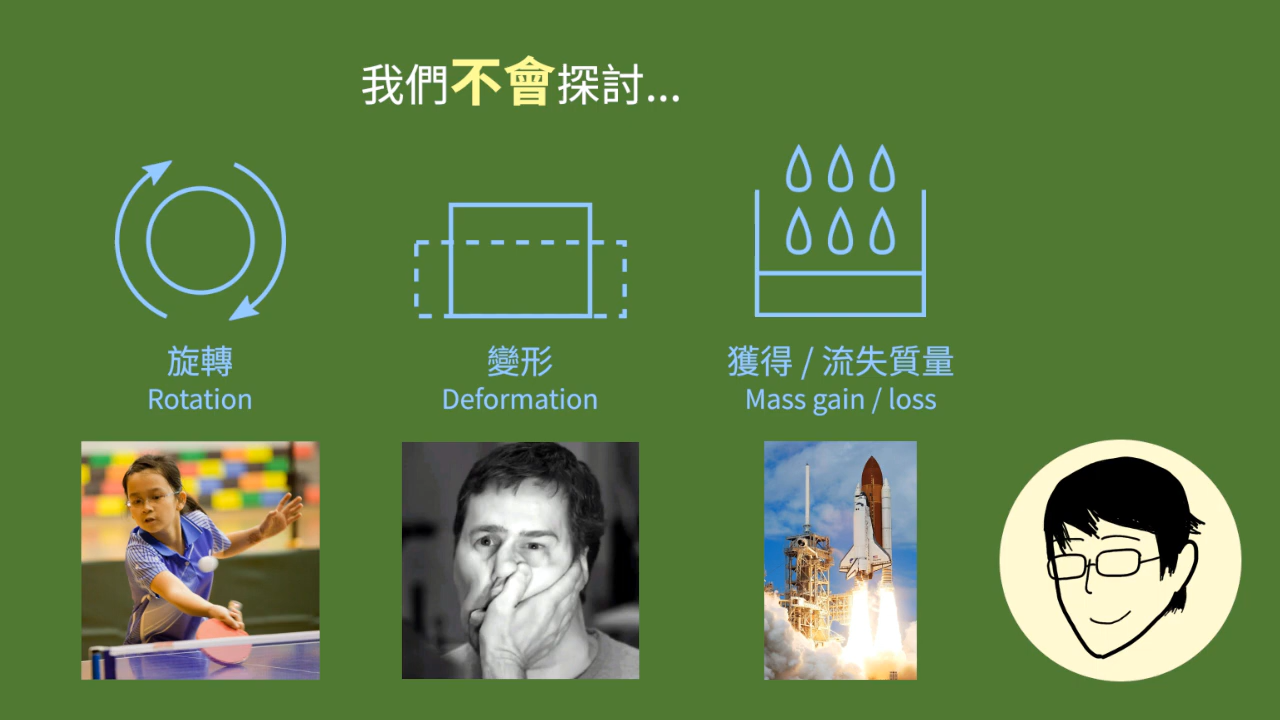 我們不會探討...
旋轉
Rotation
變形
Deformation
獲得 / 流失質量
Mass gain / loss